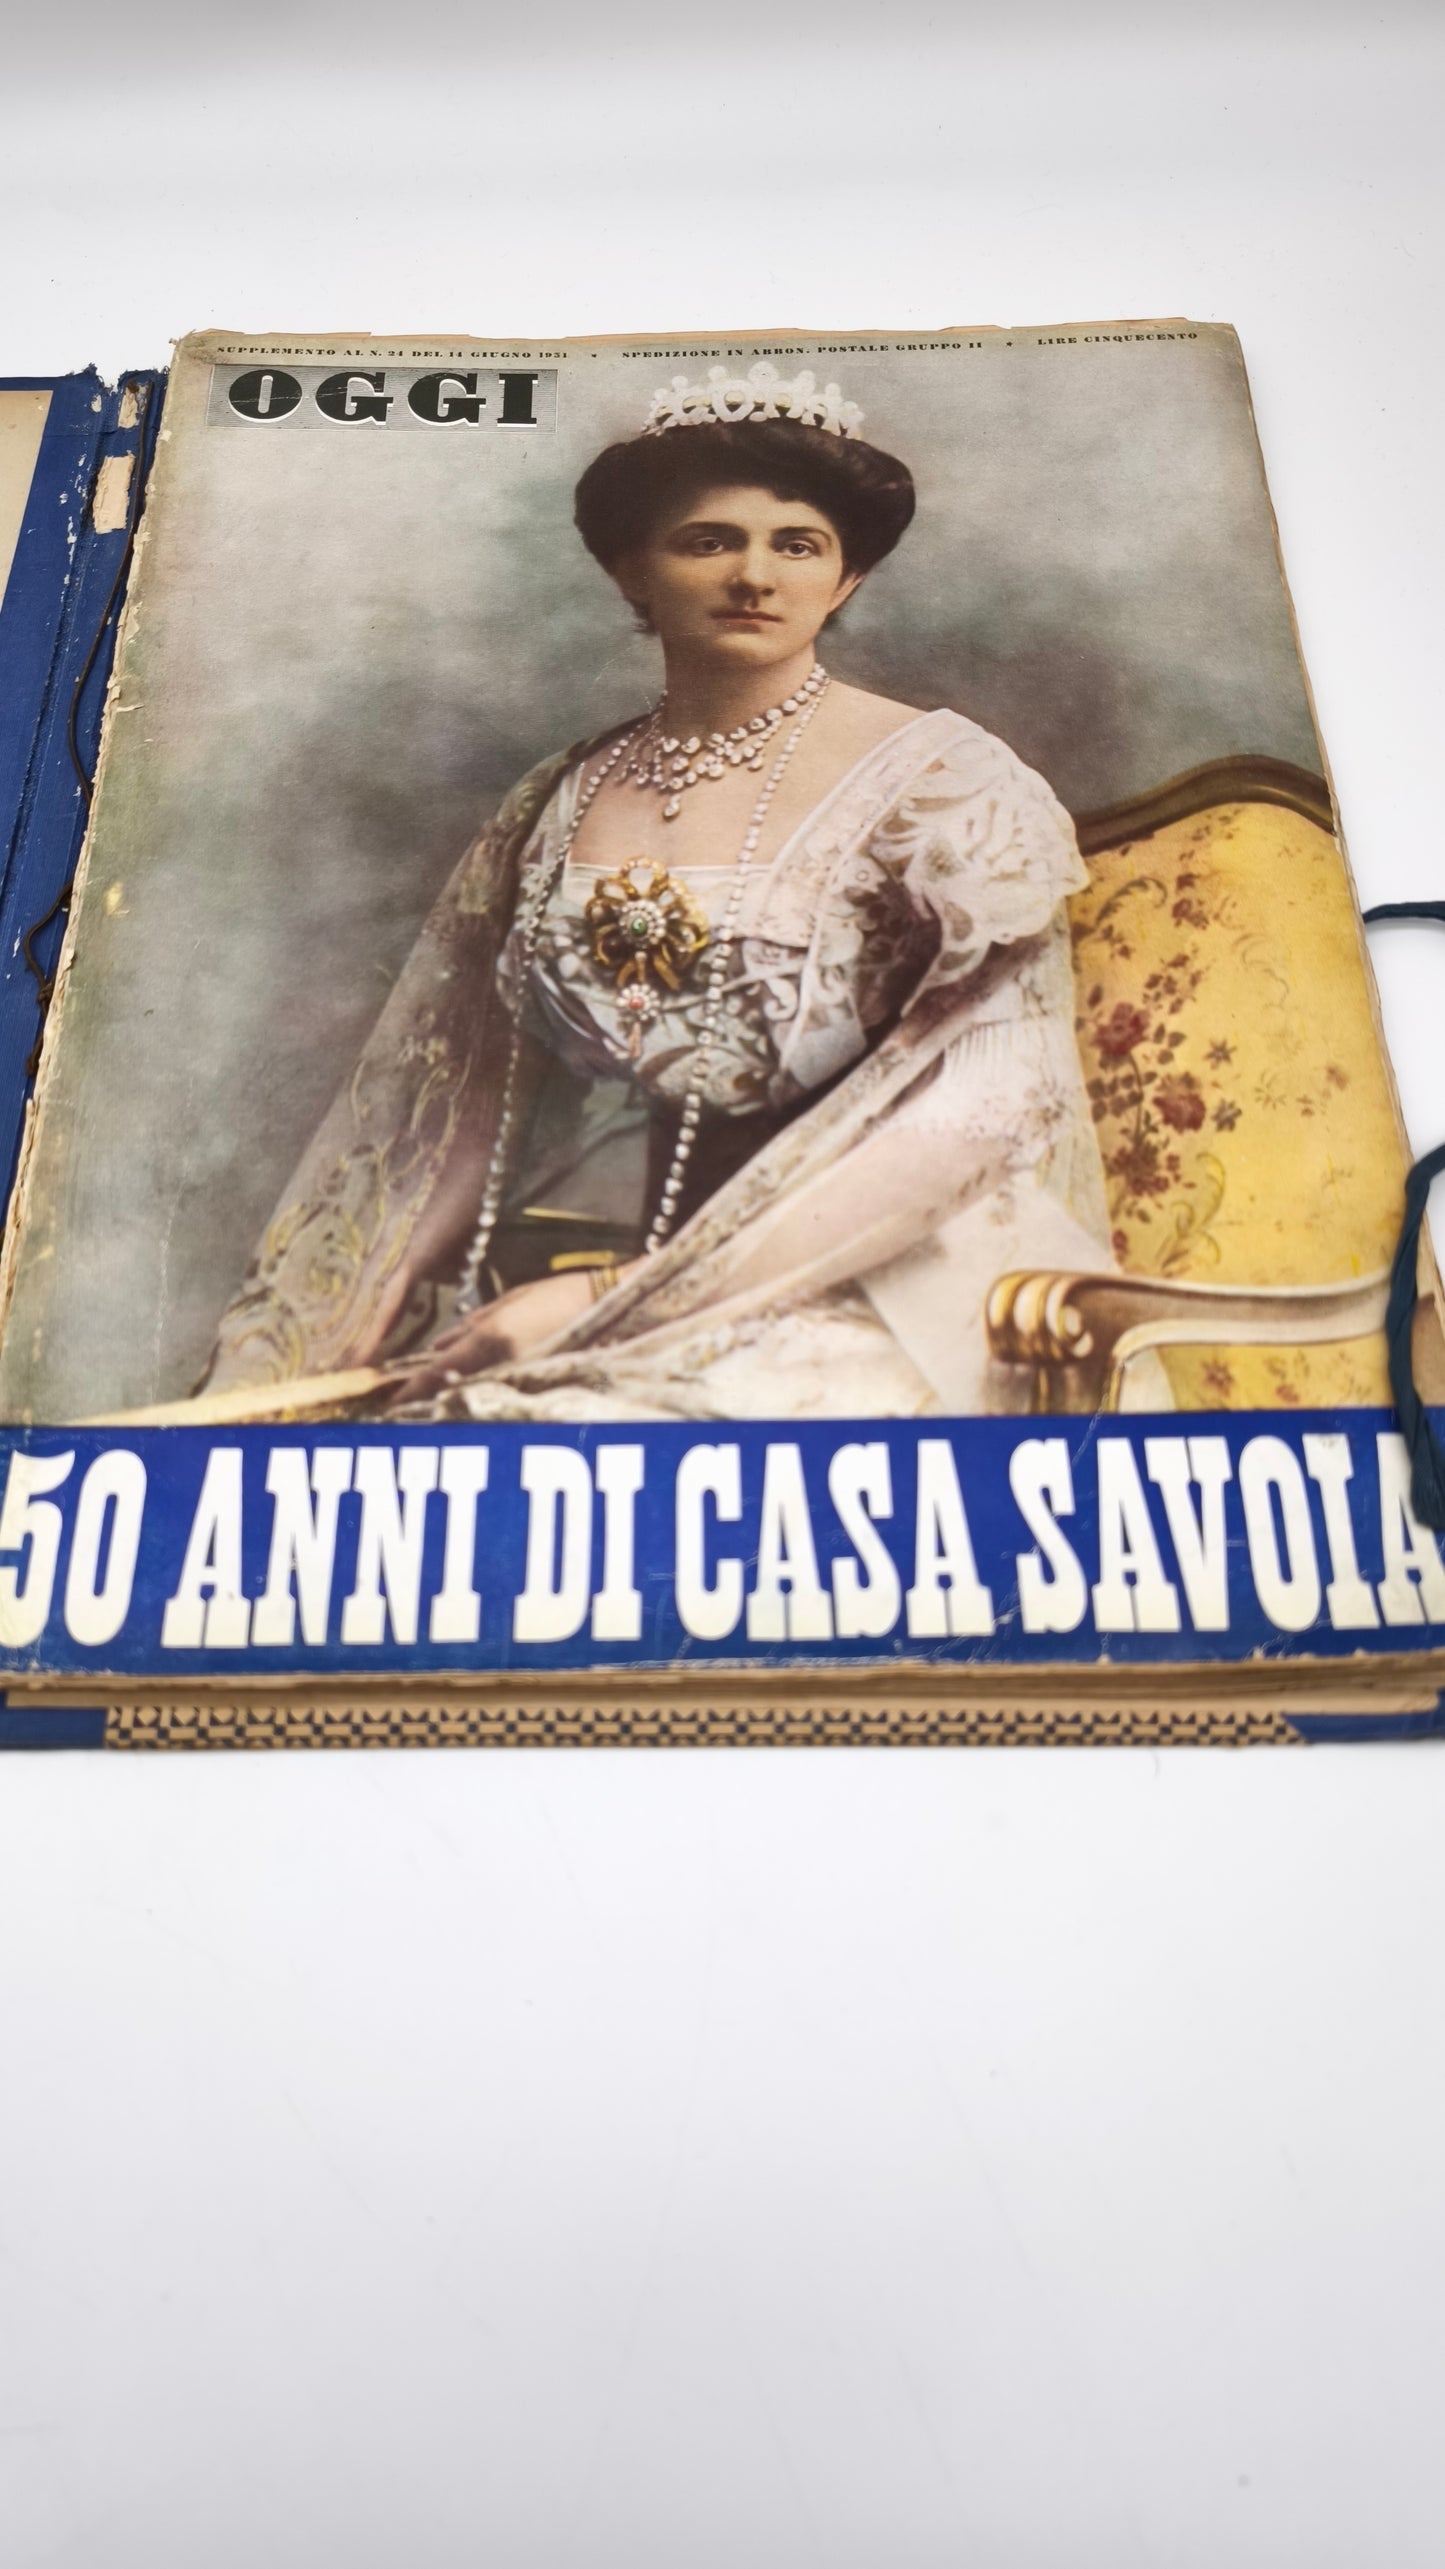 SUPPLEMENTO AL N. 24 DEL 14 GIUGNO 1951 * SPEDIZIONE IN ABBON. POSTALE GRUPPO II * LIRE CINQUECENTO
OGGI
50 ANNI DI CASA SAVOIA